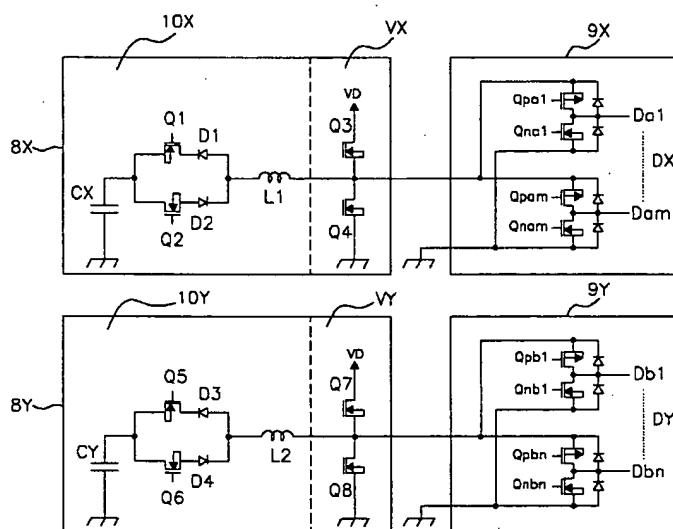 10X
VX
9X
8X
VD
Q1
D1
Q3
Qpa1
Da1
Qna1
DX
CX
L1
D2
Q2
Q4
Qpam
Dam
Qnam
10Y
VY
9Y
8Y
VD
Q5
D3
Q7
Qpb1
Db1
Qnb1
DY
CY
L2
D4
Q6
Q8
Qpbn
Dbn
Qnbn